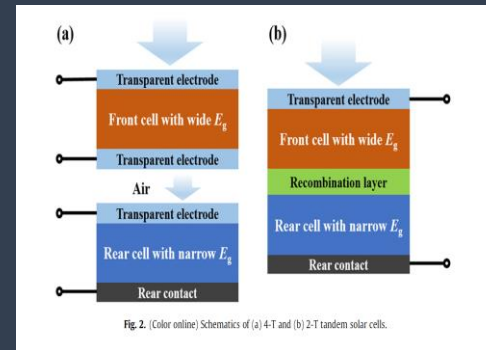 (a)
Transparent electrode
Front cell with wide Eg
Transparent electrode
Air
Transparent electrode
Rear cell with narrow Eg
Rear contact
(b)
Transparent electrode
Front cell with wide Eg
Recombination layer
Rear cell with narrow Eg
Rear contact
Fig. 2. (Color online) Schematics of (a) 4-T and (b) 2-T tandem solar cells.